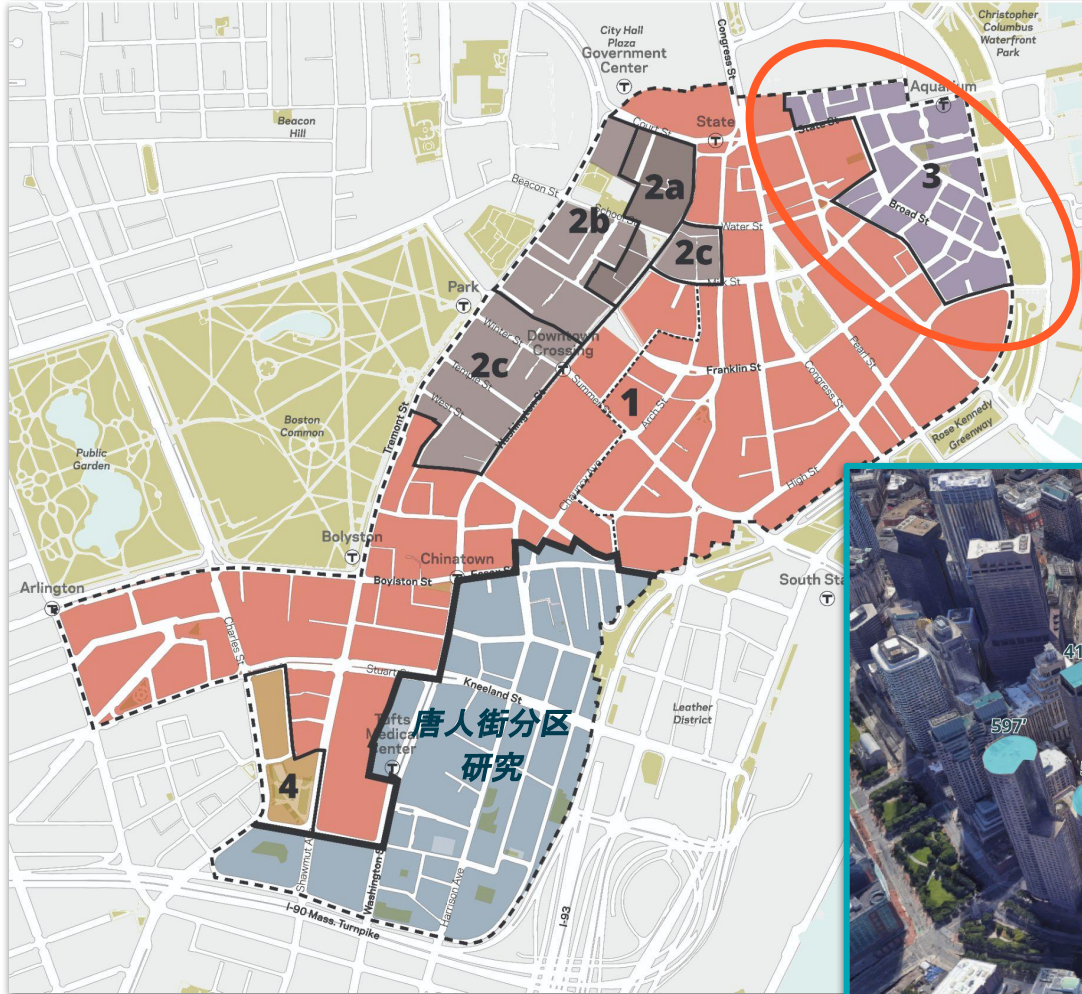 City Hall
Plaza
Government
Center
T
Congress St
Christopher
Columbus
Waterfront
Park
Aquarium
T
Beacon
Hill
Court St
State
T
State St
2a
3
Beacon St
School St
2b
Broad St
Water St
2c
Milk St
Park
T
Winter St
Downtown
Crossing
T
Temple St
2c
Summer St
Franklin St
Pearl St
West St
Washington St
1
Arch St
Congress St
Tremont St
Boston
Common
Public
Garden
Rose Kennedy
Greenway
Chauncy
High St
Bolyston
T
Chinatown
T
Essex St
Boylston St
Arlington
T
South Sta
T
Charles St
Stuart
Kneeland St
Leather
District
Tufts
Medical
Center
T
唐人街分区
研究
4
41
597'
Shawmut A
Washington
Harrison Ave
I-90 Mass. Turnpike
I-93